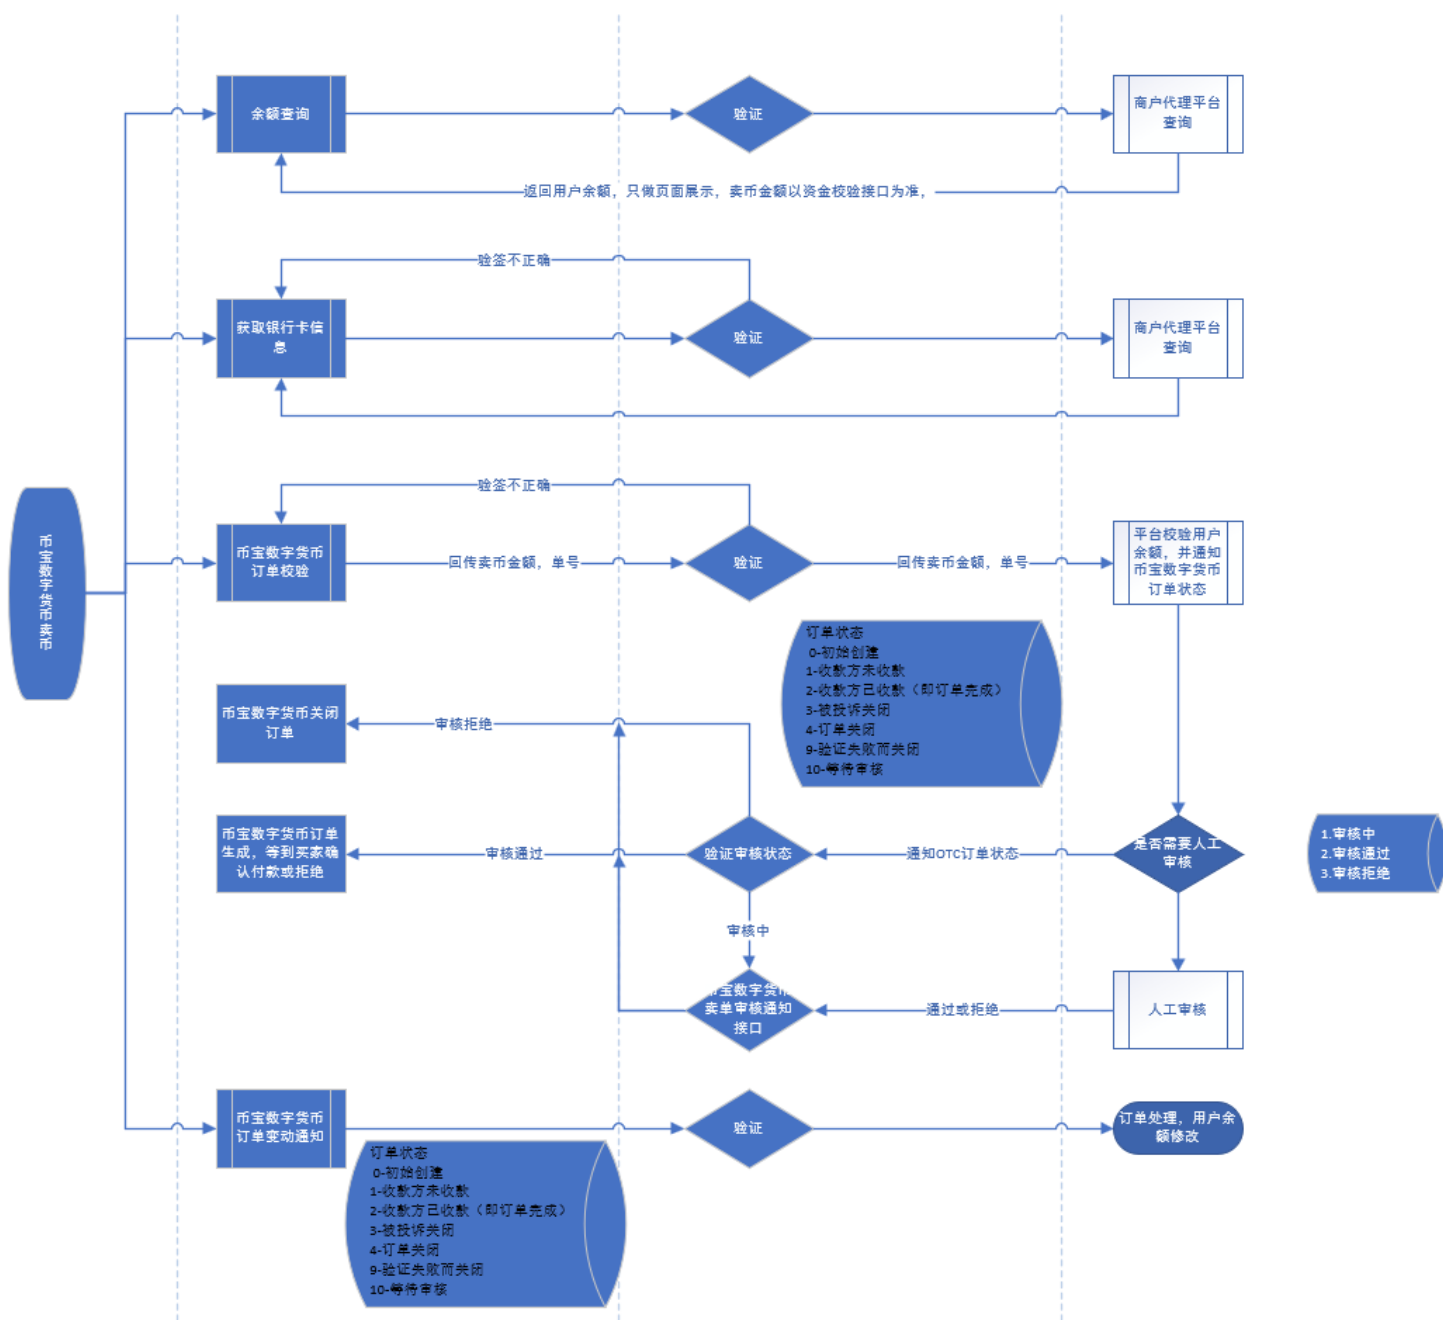 余额查询
验证
商户代理平台
查询
返回用户余额，只做页面展示，卖币金额以资金校验接口为准，
验签不正确
获取银行卡信
息
验证
商户代理平台
查询
验签不正确
币宝数字货币卖币
币宝数字货币
订单校验
回传卖币金额，单号
验证
回传卖币金额，单号
平台校验用户
余额，并通知
币宝数字货币
订单状态
订单状态
0-初始创建
1-收款方未收款
2-收款方已收款（即订单完成）
3-被投诉关闭
4-订单关闭
9-验证失败而关闭
10-等待审核
币宝数字货币关闭
订单
审核拒绝
币宝数字货币订单
生成，等到买家确
认付款或拒绝
审核通过
验证审核状态
通知OTC订单状态
是否需要人工
审核
1.审核中
2.审核通过
3.审核拒绝
审核中
币宝数字货币
卖单审核通知
接口
通过或拒绝
人工审核
币宝数字货币
订单变动通知
验证
订单处理，用户余
额修改
订单状态
0-初始创建
1-收款方未收款
2-收款方已收款（即订单完成）
3-被投诉关闭
4-订单关闭
9-验证失败而关闭
10-等待审核